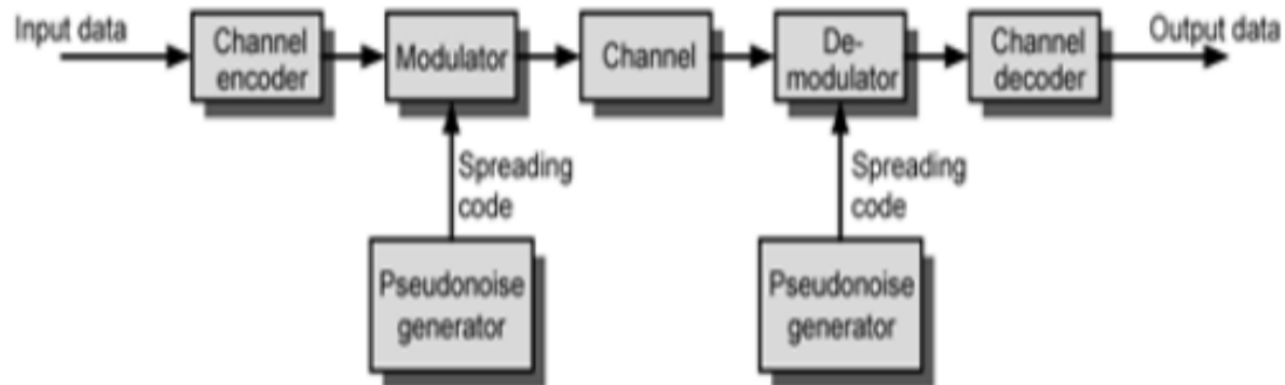 Input data
Channel
encoder
Modulator
Channel
De-
modulator
Channel
decoder
Output data
Spreading
code
Spreading
code
Pseudonoise
generator
Pseudonoise
generator